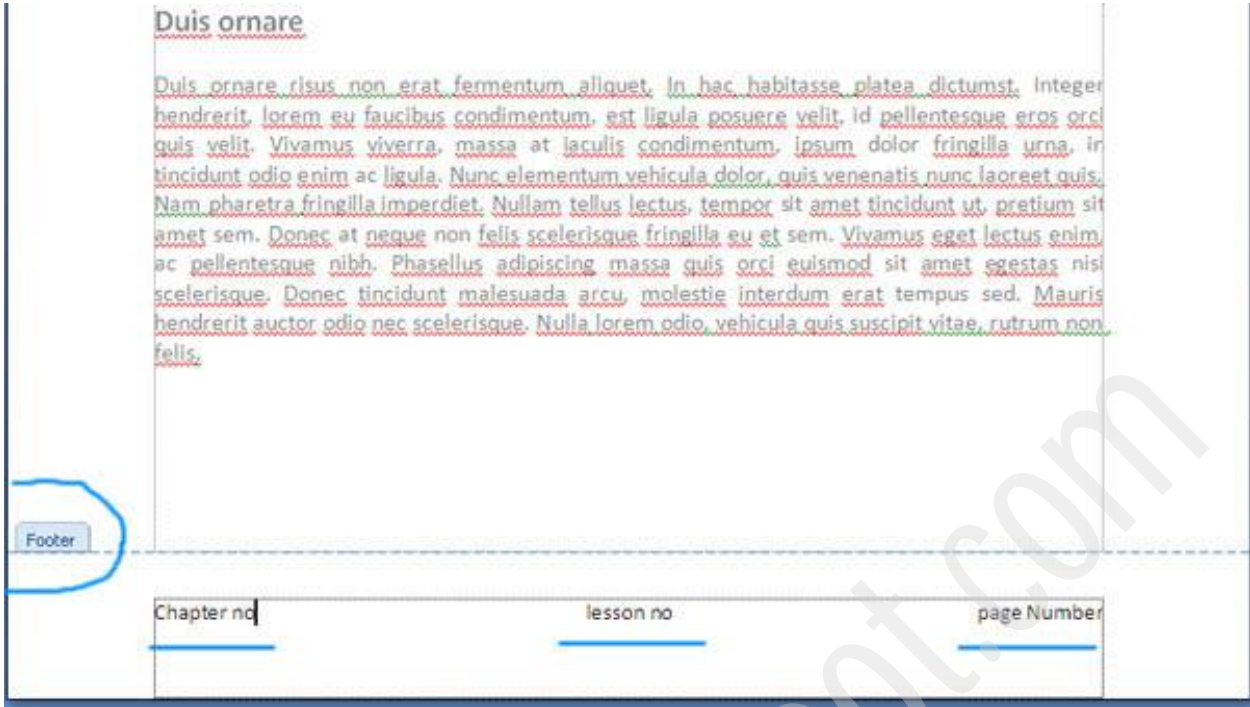 Duis ornare
Duis ornare risus non erat fermentum aliquet. In hac habitasse platea dictumst. Integer
hendrerit, lorem eu faucibus condimentum, est ligula posuere velit, id pellentesque eros orci
quis velit. Vivamus viverra, massa at iaculis condimentum, ipsum dolor fringilla urna, in
tincidunt odio enim ac ligula. Nunc elementum vehicula dolor, quis venenatis nunc laoreet quis.
Nam pharetra fringilla imperdiet. Nullam tellus lectus, tempor sit amet tincidunt ut, pretium sit
amet sem. Donec at neque non felis scelerisque fringilla eu et sem. Vivamus eget lectus enim,
ac pellentesque nibh. Phasellus adipiscing massa quis orci euismod sit amet egestas nisi
scelerisque. Donec tincidunt malesuada arcu, molestie interdum erat tempus sed. Mauris
hendrerit auctor odio nec scelerisque. Nulla lorem odio, vehicula quis suscipit vitae, rutrum non
felis.
Footer
Chapter no lesson no page Number
ot.com